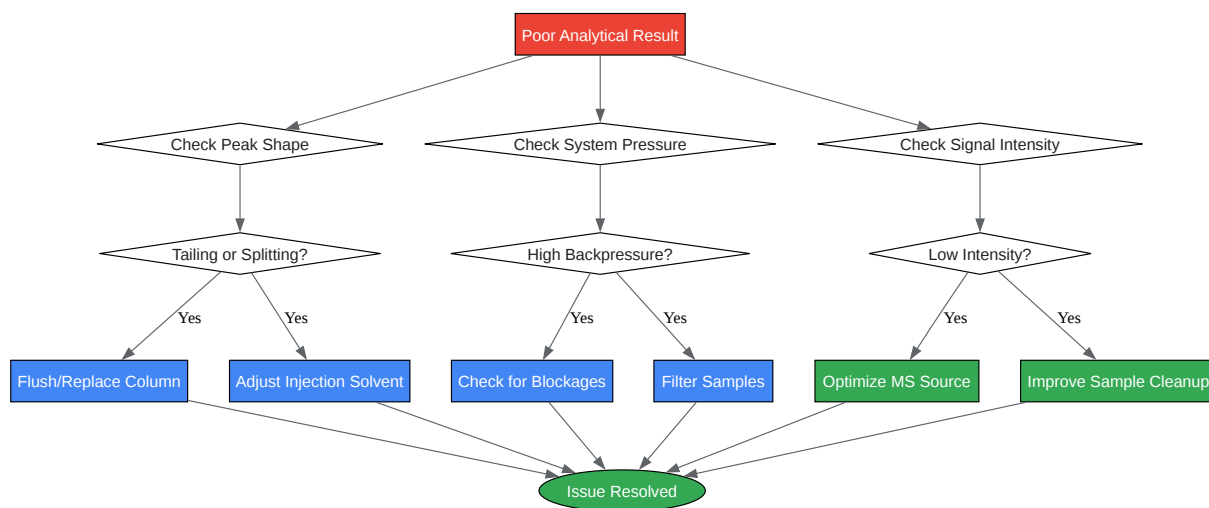 Poor Analytical Result
Check Peak Shape
Check System Pressure
Check Signal Intensity
Tailing or Splitting?
High Backpressure?
Low Intensity?
Yes
Yes
Yes
Yes
Yes
Yes
Flush/Replace Column
Adjust Injection Solvent
Check for Blockages
Filter Samples
Optimize MS Source
Improve Sample Cleanup
Issue Resolved